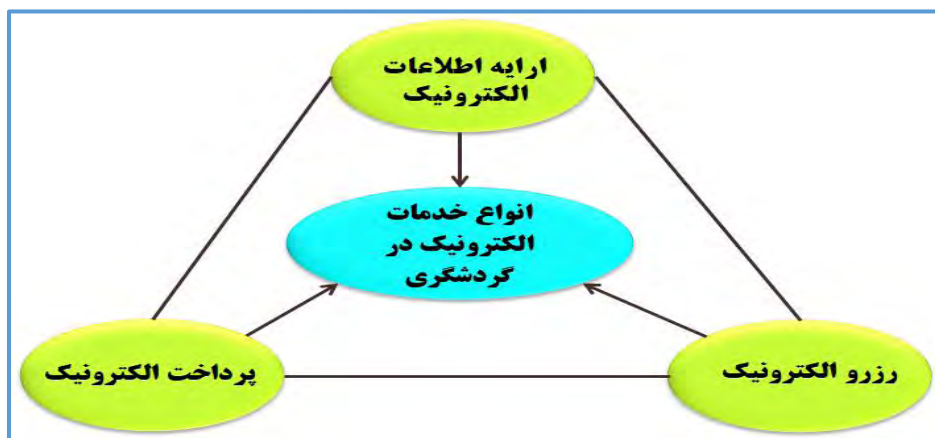 ارایه اطلاعات
الکترونیک
انواع خدمات
الکترونیک در
گردشگری
رزرو الکترونیک
پرداخت الکترونیک